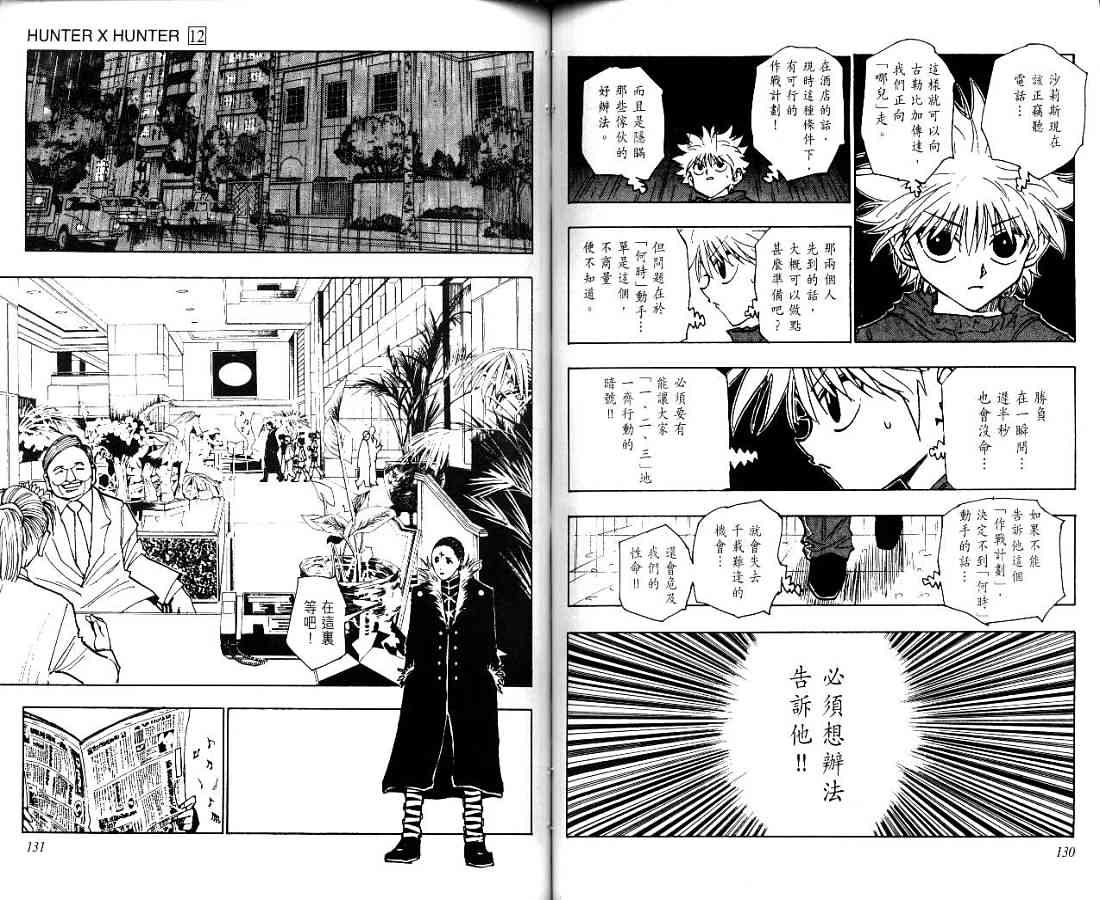 HUNTER X HUNTER 12
沙莉斯現在
該正竊聽
電話…
這樣就可以向
古勒比加傳達，
我們正向
「哪兒」走。
在酒店的話，
現時這種條件下，
有可行的
作戰計劃！
而且是隱瞞
那些傢伙的
好辦法。
那兩個人
先到的話，
大概可以做點
甚麼準備吧？
但問題在於
「何時」動手…
單是這個，
不商量
便不知道。
勝負
在一瞬間…
遲半秒
也會沒命…
必須要有
能讓大家
「一、二、三」地
一齊行動的
暗號!!
如果不能
告訴他這個
「作戰計劃」，
決定不到「何時」
動手的話…
就會失去
千載難逢的
機會…
還會危及
我們的
性命!!
必須想辦法
告訴他!!
130
在這裏
等吧！
131